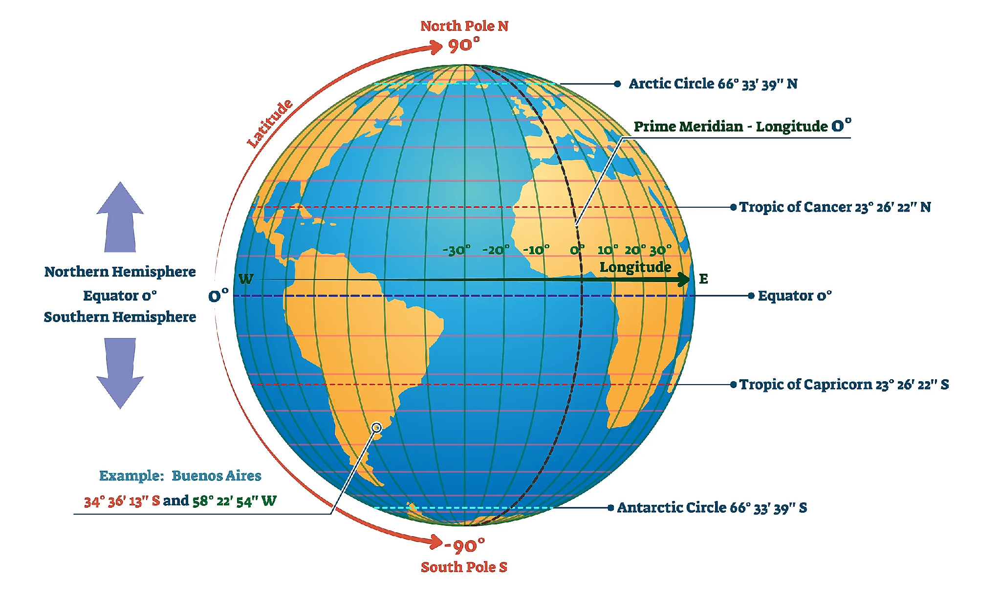 North Pole N
90°
Arctic Circle 66° 33' 39" N
Latitude
Prime Meridian - Longitude 0°
Tropic of Cancer 23° 26' 22" N
-30° -20° -10° 0° 10° 20° 30°
Longitude
W
E
Northern Hemisphere
Equator 0°
Southern Hemisphere
0°
Equator 0°
Tropic of Capricorn 23° 26' 22" S
Example: Buenos Aires
34° 36' 13" S and 58° 22' 54" W
Antarctic Circle 66° 33' 39" S
-90°
South Pole S